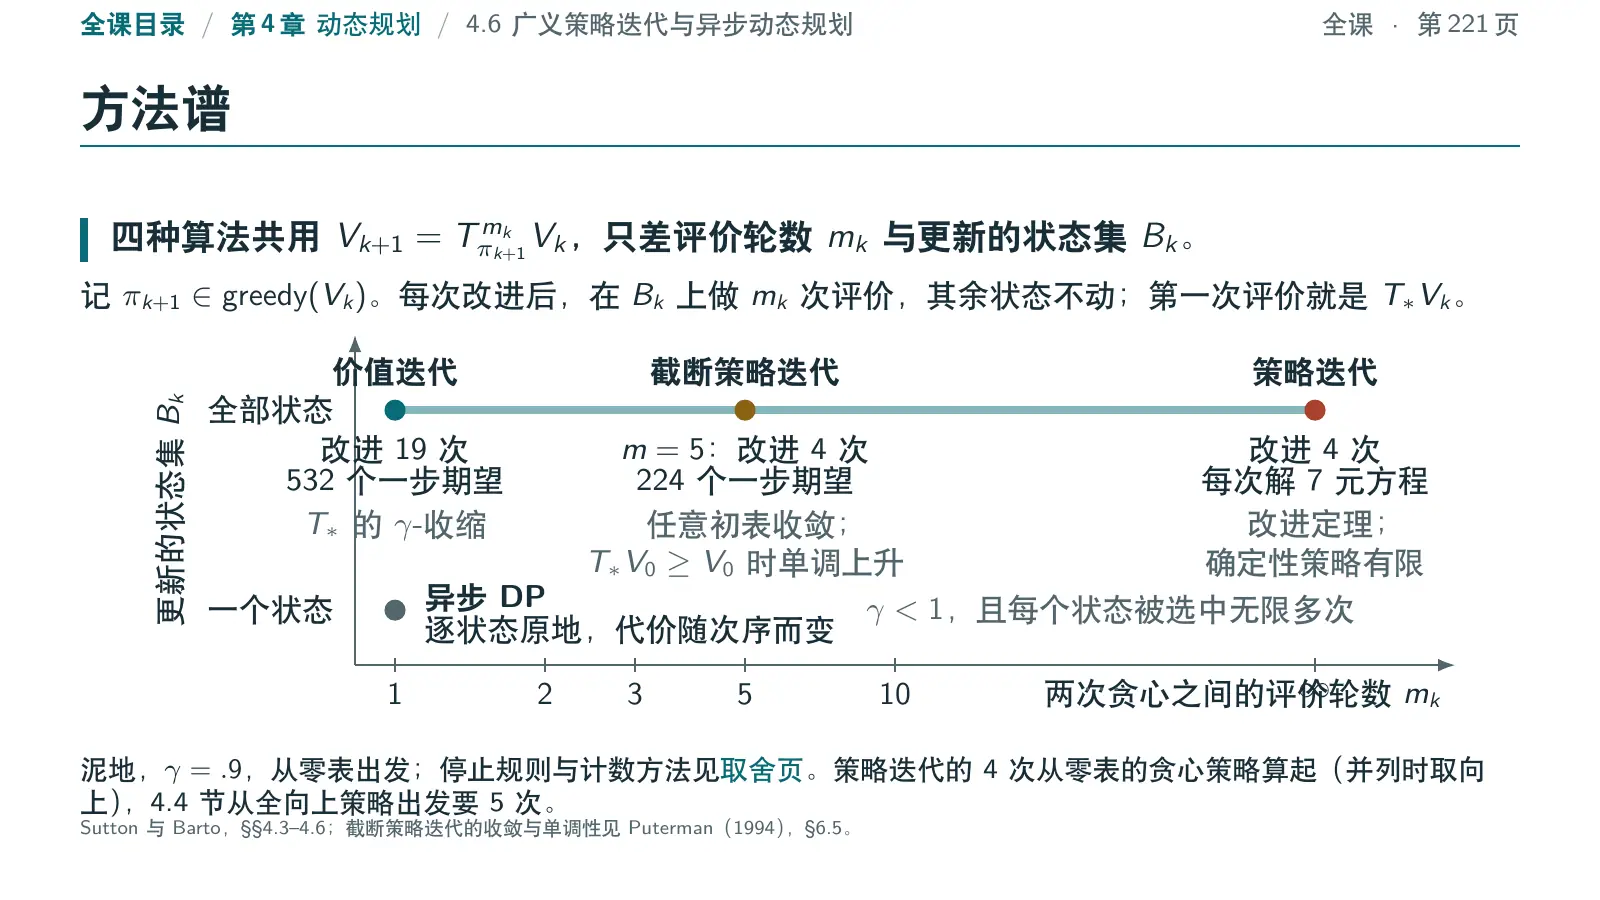 全课目录 / 第 4 章 动态规划 / 4.6 广义策略迭代与异步动态规划
全课 · 第 221 页
方法谱
四种算法共用 $V_{k+1} = T_{\pi_{k+1}}^{m_k} V_k$，只差评价轮数 $m_k$ 与更新的状态集 $B_k$。
记 $\pi_{k+1} \in \text{greedy}(V_k)$。每次改进后，在 $B_k$ 上做 $m_k$ 次评价，其余状态不动；第一次评价就是 $T_* V_k$。
更新的状态集 $B_k$
全部状态
价值迭代
改进 19 次
532 个一步期望
$T_*$ 的 $\gamma$-收缩
截断策略迭代
$m = 5$：改进 4 次
224 个一步期望
任意初表收敛；
$T_* V_0 \geq V_0$ 时单调上升
策略迭代
改进 4 次
每次解 7 元方程
改进定理；
确定性策略有限
一个状态
异步 DP
逐状态原地，代价随次序而变
$\gamma < 1$，且每个状态被选中无限多次
1 2 3 5 10 ∞
两次贪心之间的评价轮数 $m_k$
泥地，$\gamma = .9$，从零表出发；停止规则与计数方法见取舍页。策略迭代的 4 次从零表的贪心策略算起（并列时取向
上），4.4 节从全向上策略出发要 5 次。
Sutton 与 Barto，§§4.3–4.6；截断策略迭代的收敛与单调性见 Puterman（1994），§6.5。